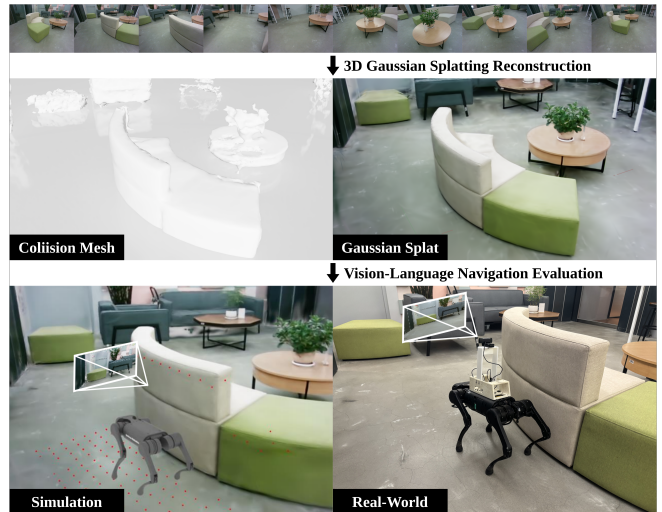 3D Gaussian Splatting Reconstruction
Coliision Mesh
Gaussian Splat
Vision-Language Navigation Evaluation
Simulation
Real-World